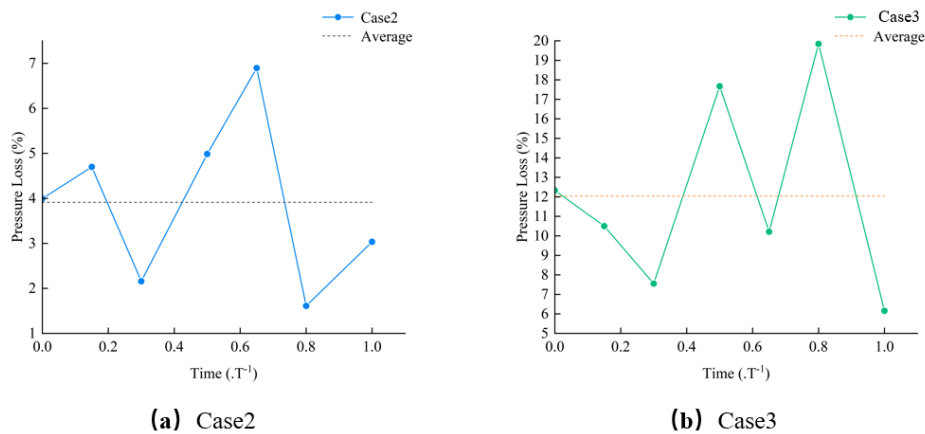 Case2
Average
7
6
5
4
3
2
1
Pressure Loss (%)
0.0 0.2 0.4 0.6 0.8 1.0
Time (.T⁻¹)
(a) Case2
Case3
Average
20
19
18
17
16
15
14
13
12
11
10
9
8
7
6
5
Pressure Loss (%)
0.0 0.2 0.4 0.6 0.8 1.0
Time (.T⁻¹)
(b) Case3